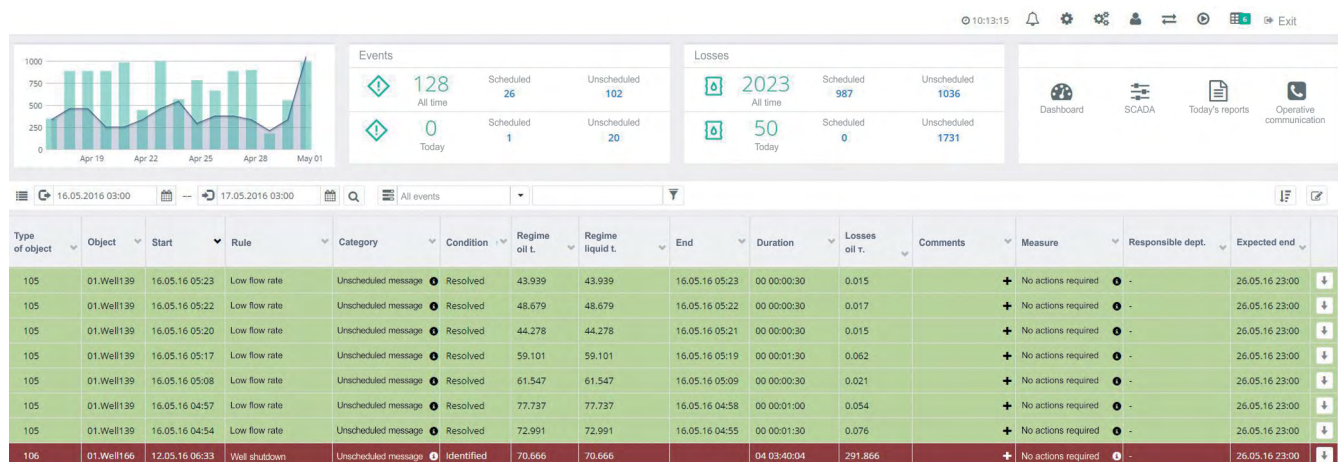 10:13:15 6 Exit
1000
750
500
250
0
Apr 19 Apr 22 Apr 25 Apr 28 May 01
Events
128 All time Scheduled 26 Unscheduled 102
0 Today Scheduled 1 Unscheduled 20
Losses
2023 All time Scheduled 987 Unscheduled 1036
50 Today Scheduled 0 Unscheduled 1731
Dashboard SCADA Today's reports Operative communication
16.05.2016 03:00 -- 17.05.2016 03:00 All events
Type of object Object Start Rule Category Condition Regime oil t. Regime liquid t. End Duration Losses oil т. Comments Measure Responsible dept. Expected end
105 01.Well139 16.05.16 05:23 Low flow rate Unscheduled message Resolved 43.939 43.939 16.05.16 05:23 00 00:00:30 0.015 No actions required - 26.05.16 23:00
105 01.Well139 16.05.16 05:22 Low flow rate Unscheduled message Resolved 48.679 48.679 16.05.16 05:22 00 00:00:30 0.017 No actions required - 26.05.16 23:00
105 01.Well139 16.05.16 05:20 Low flow rate Unscheduled message Resolved 44.278 44.278 16.05.16 05:21 00 00:00:30 0.015 No actions required - 26.05.16 23:00
105 01.Well139 16.05.16 05:17 Low flow rate Unscheduled message Resolved 59.101 59.101 16.05.16 05:19 00 00:01:30 0.062 No actions required - 26.05.16 23:00
105 01.Well139 16.05.16 05:08 Low flow rate Unscheduled message Resolved 61.547 61.547 16.05.16 05:09 00 00:00:30 0.021 No actions required - 26.05.16 23:00
105 01.Well139 16.05.16 04:57 Low flow rate Unscheduled message Resolved 77.737 77.737 16.05.16 04:58 00 00:01:00 0.054 No actions required - 26.05.16 23:00
105 01.Well139 16.05.16 04:54 Low flow rate Unscheduled message Resolved 72.991 72.991 16.05.16 04:55 00 00:01:30 0.076 No actions required - 26.05.16 23:00
106 01.Well166 12.05.16 06:33 Well shutdown Unscheduled message Identified 70.666 70.666 04 03:40:04 291.866 No actions required - 26.05.16 23:00